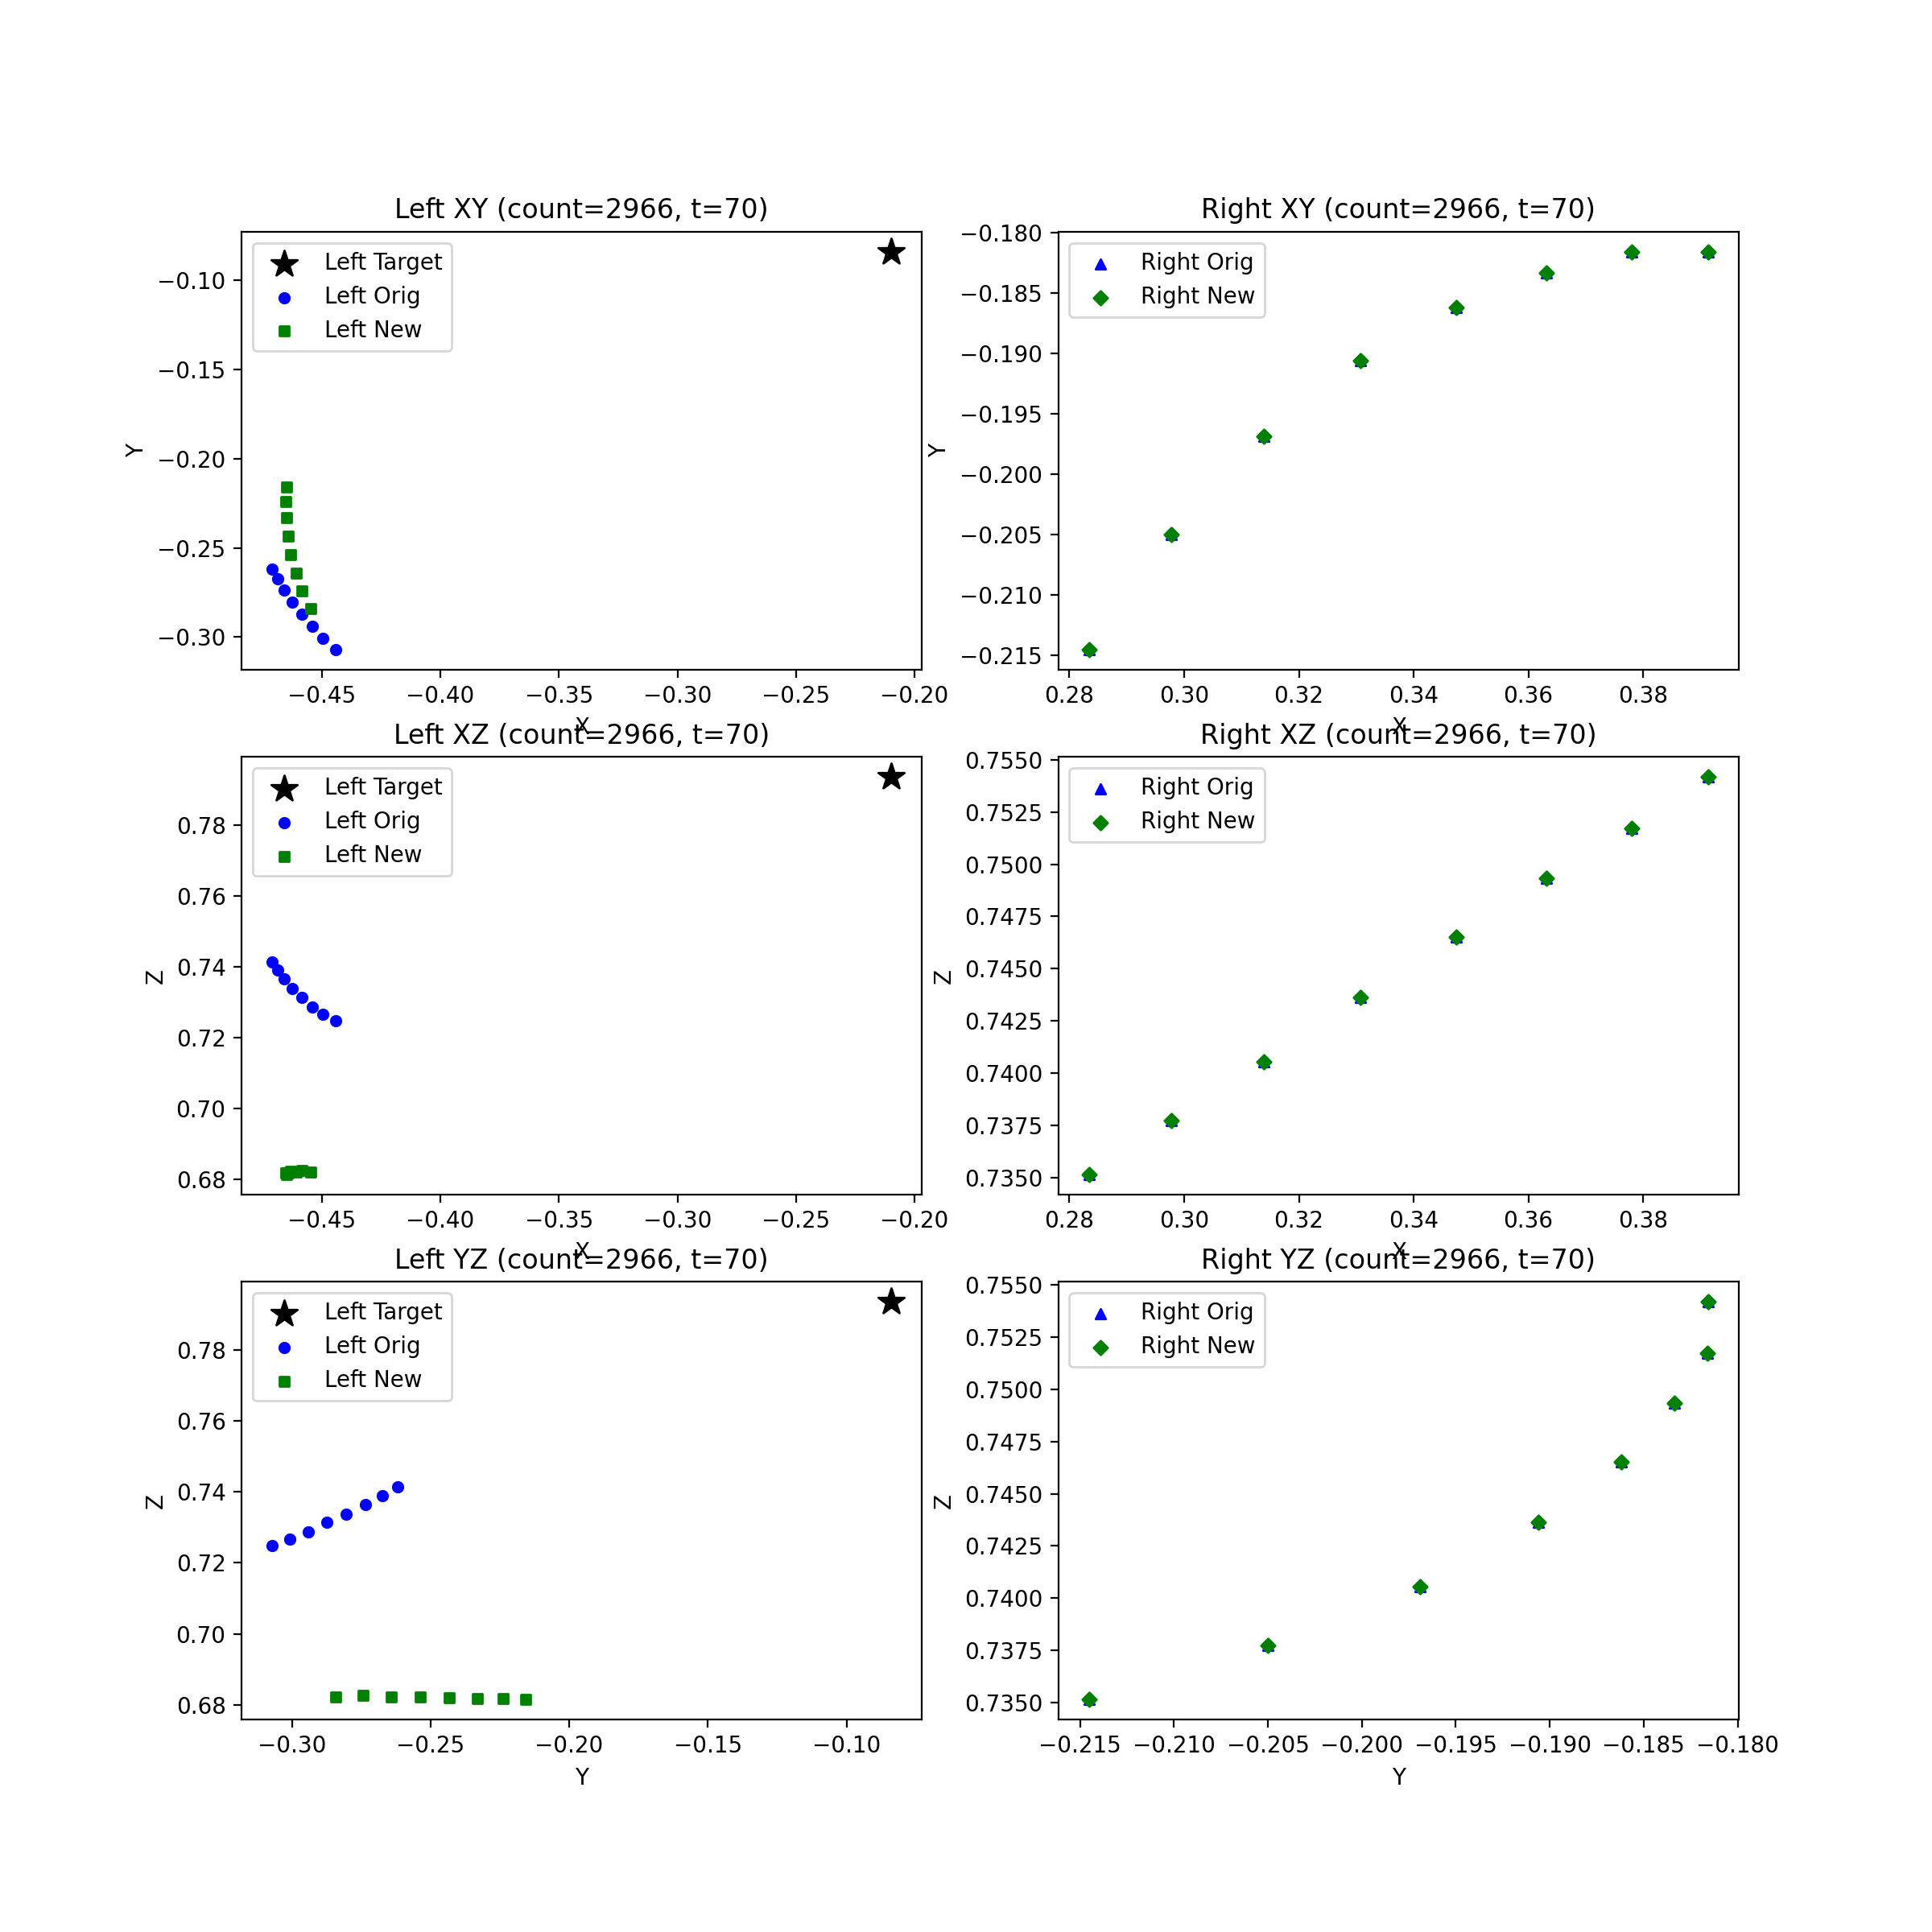 Left XY (count=2966, t=70)
Left Target
Left Orig
Left New
−0.10
−0.15
−0.20
−0.25
−0.30
Y
−0.45
−0.40
−0.35
−0.30
−0.25
−0.20
X
Right XY (count=2966, t=70)
Right Orig
Right New
−0.180
−0.185
−0.190
−0.195
−0.200
−0.205
−0.210
−0.215
Y
0.28
0.30
0.32
0.34
0.36
0.38
X
Left XZ (count=2966, t=70)
Left Target
Left Orig
Left New
0.78
0.76
0.74
0.72
0.70
0.68
Z
−0.45
−0.40
−0.35
−0.30
−0.25
−0.20
X
Right XZ (count=2966, t=70)
Right Orig
Right New
0.7550
0.7525
0.7500
0.7475
0.7450
0.7425
0.7400
0.7375
0.7350
Z
0.28
0.30
0.32
0.34
0.36
0.38
X
Left YZ (count=2966, t=70)
Left Target
Left Orig
Left New
0.78
0.76
0.74
0.72
0.70
0.68
Z
−0.30
−0.25
−0.20
−0.15
−0.10
Y
Right YZ (count=2966, t=70)
Right Orig
Right New
0.7550
0.7525
0.7500
0.7475
0.7450
0.7425
0.7400
0.7375
0.7350
Z
−0.215
−0.210
−0.205
−0.200
−0.195
−0.190
−0.185
−0.180
Y